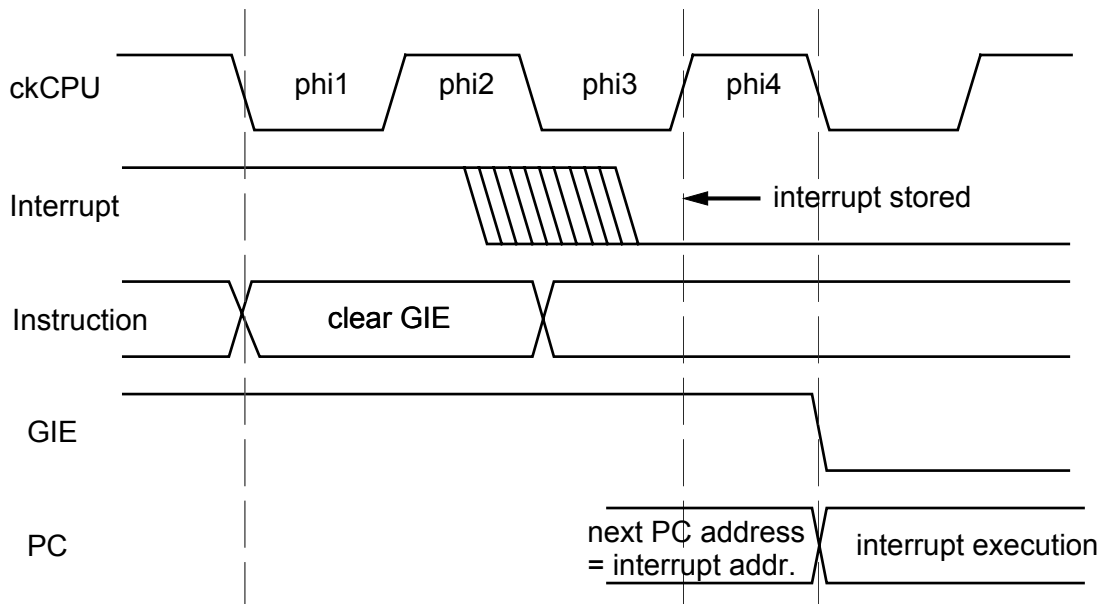 ckCPU
phi1
phi2
phi3
phi4
Interrupt
interrupt stored
Instruction
clear GIE
GIE
PC
next PC address
= interrupt addr.
interrupt execution